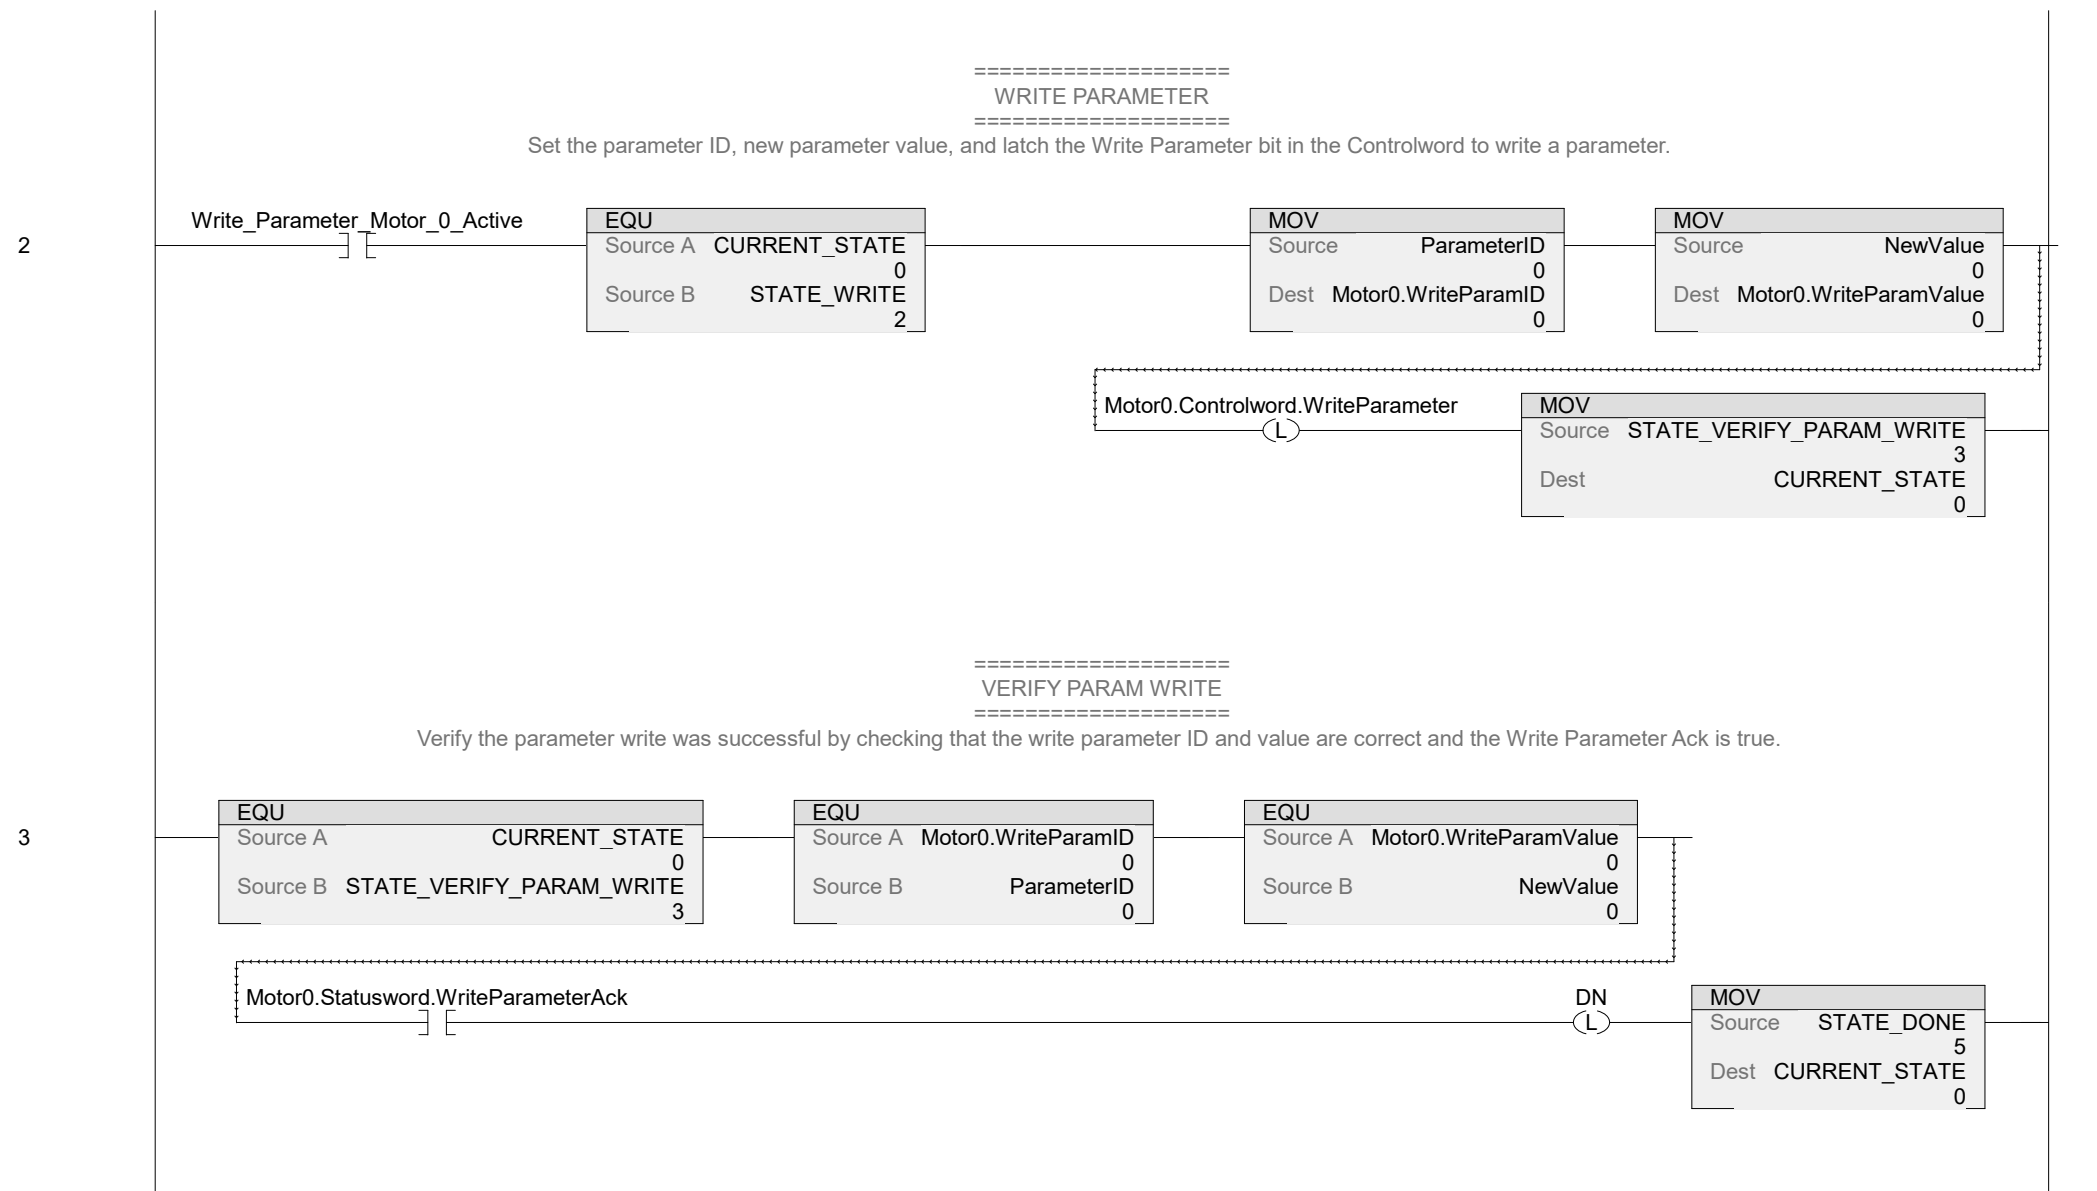 ====================
WRITE PARAMETER
====================
Set the parameter ID, new parameter value, and latch the Write Parameter bit in the Controlword to write a parameter.
2
Write_Parameter_Motor_0_Active
EQU
Source A CURRENT_STATE
0
Source B STATE_WRITE
2
MOV
Source ParameterID
0
Dest Motor0.WriteParamID
0
MOV
Source NewValue
0
Dest Motor0.WriteParamValue
0
Motor0.Controlword.WriteParameter
L
MOV
Source STATE_VERIFY_PARAM_WRITE
3
Dest CURRENT_STATE
0
====================
VERIFY PARAM WRITE
====================
Verify the parameter write was successful by checking that the write parameter ID and value are correct and the Write Parameter Ack is true.
3
EQU
Source A CURRENT_STATE
0
Source B STATE_VERIFY_PARAM_WRITE
3
EQU
Source A Motor0.WriteParamID
0
Source B ParameterID
0
EQU
Source A Motor0.WriteParamValue
0
Source B NewValue
0
Motor0.Statusword.WriteParameterAck
DN
L
MOV
Source STATE_DONE
5
Dest CURRENT_STATE
0